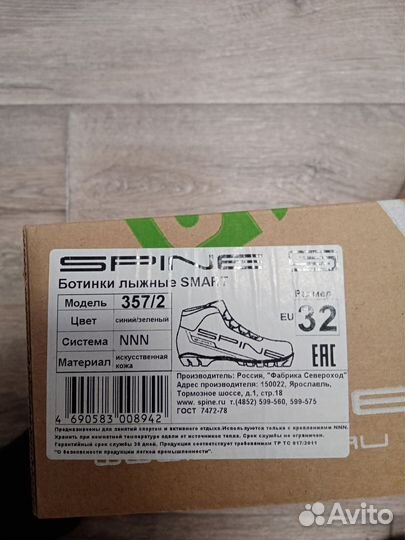 SPINE
Ботинки лыжные SMART
Модель 357/2
Размер
Цвет синий/зеленый
EU 32
Система NNN
SPINE
Материал искусственная кожа
EAC
Производитель: Россия, "Фабрика Североход"
Адрес производителя: 150022, Ярославль,
Тормозное шоссе, д.1, стр.18
www. spine.ru т.(4852) 599-560, 599-575
ГОСТ 7472-78
4 690583 008942
Предназначены для занятий спортом и активного отдыха.Используются только с креплениями NNN.
Хранить при комнатной температуре вдали от источников тепла. Срок службы не ограничен.
Гарантийный срок службы 30 дней. Продукция соответствует требованиям ТР ТС 017/2011
"О безопасности продукции легкой промышленности".
Avito